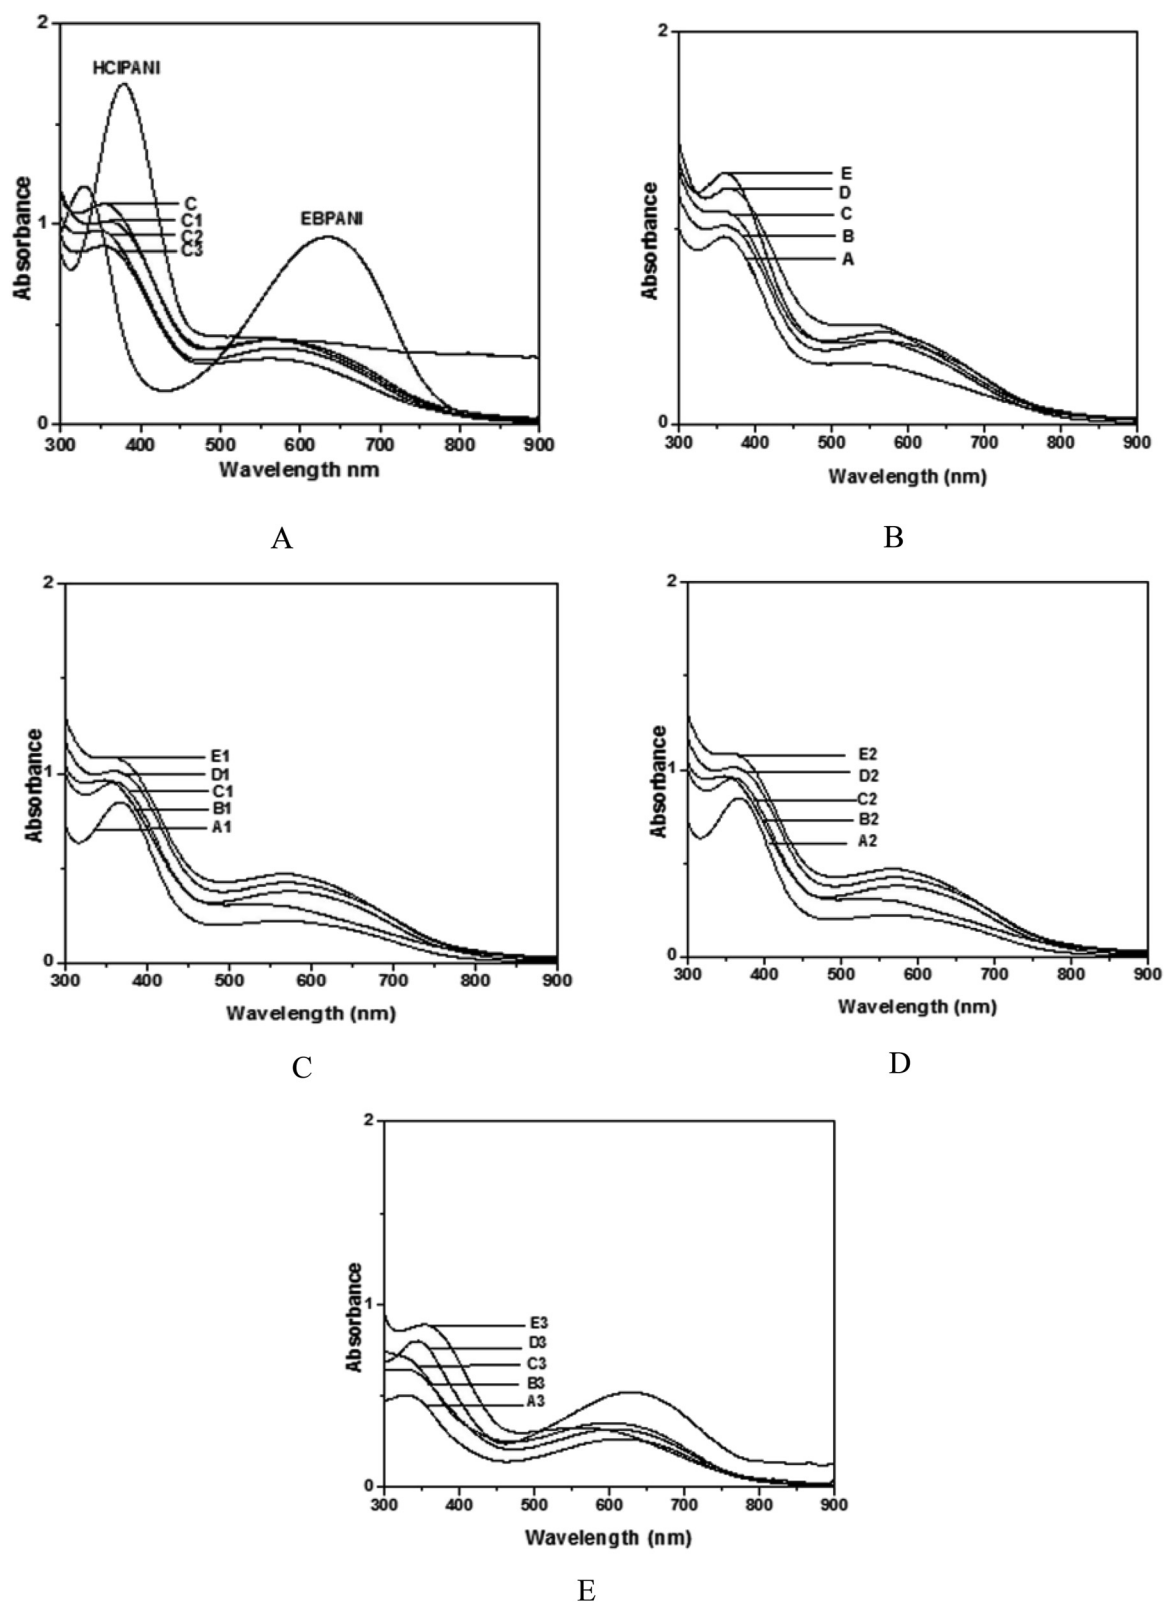 2
HCIPANI
C
C1
1
EBPANI
C2
C3
Absorbance
0
300 400 500 600 700 800 900
Wavelength nm
A
2
E
D
C
B
A
Absorbance
0
300 400 500 600 700 800 900
Wavelength (nm)
B
2
E1
1
D1
C1
B1
A1
Absorbance
0
300 400 500 600 700 800 900
Wavelength (nm)
C
2
E2
1
D2
C2
B2
A2
Absorbance
0
300 400 500 600 700 800 900
Wavelength (nm)
D
2
1
E3
D3
C3
B3
A3
Absorbance
0
300 400 500 600 700 800 900
Wavelength (nm)
E